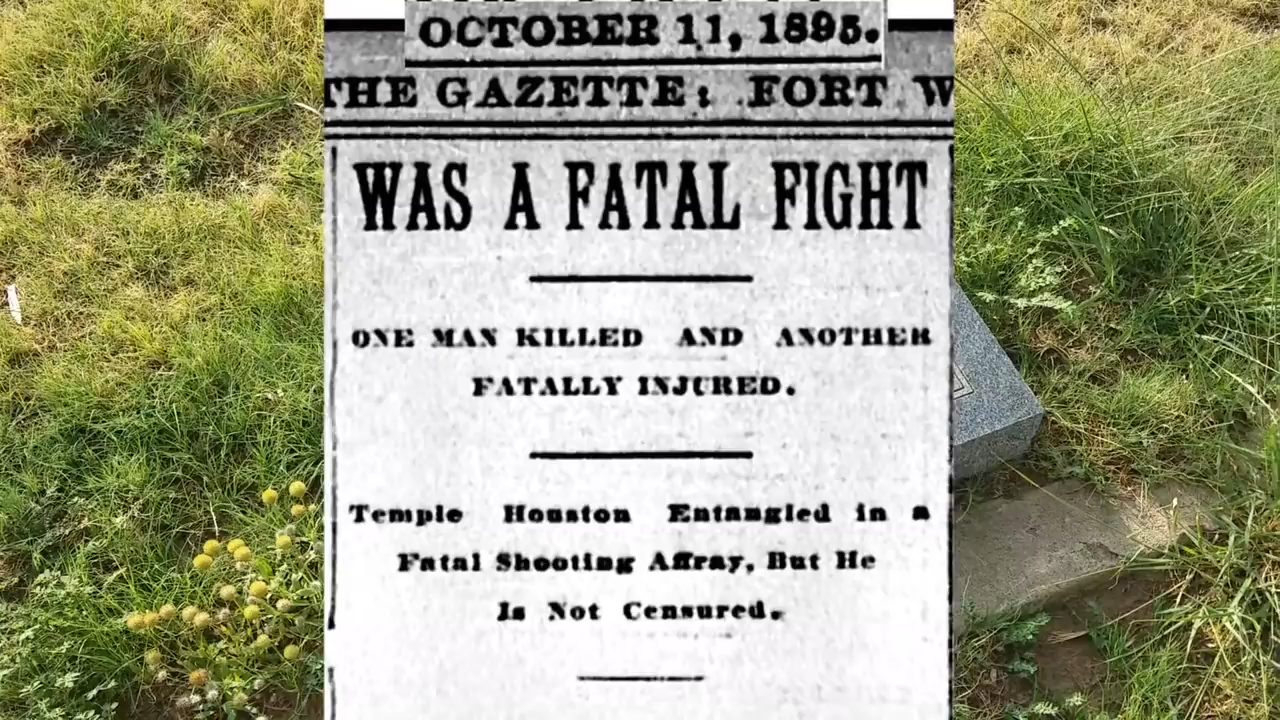 OCTOBER 11, 1895.
THE GAZETTE: FORT W
WAS A FATAL FIGHT
ONE MAN KILLED AND ANOTHER
FATALLY INJURED.
Temple Houston Entangled in a
Fatal Shooting Affray, But He
Is Not Censured.